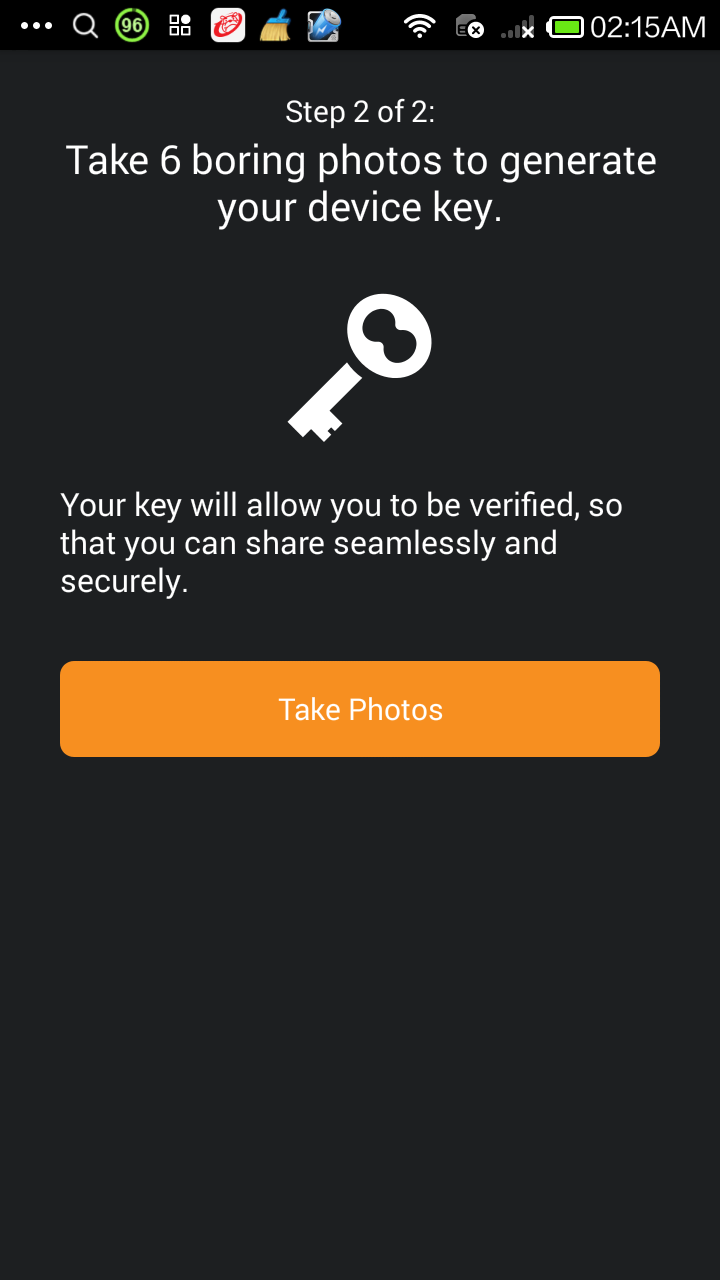 96 02:15AM
Step 2 of 2:
Take 6 boring photos to generate
your device key.
Your key will allow you to be verified, so
that you can share seamlessly and
securely.
Take Photos